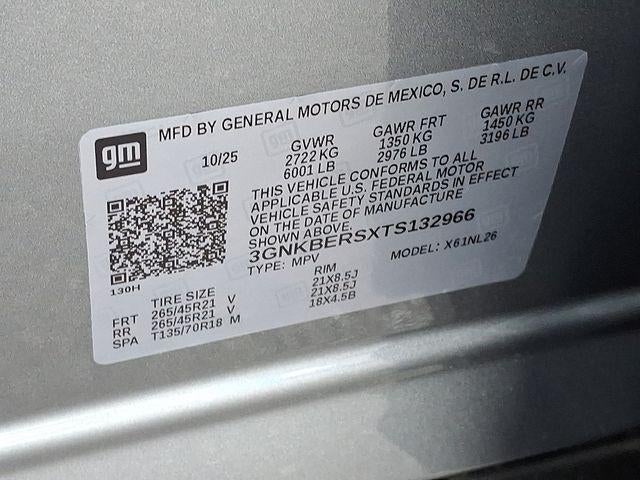 MFD BY GENERAL MOTORS DE MEXICO, S. DE R.L. DE C.V.
gm
10/25
GVWR GAWR FRT GAWR RR
2722 KG 1350 KG 1450 KG
6001 LB 2976 LB 3196 LB
THIS VEHICLE CONFORMS TO ALL
APPLICABLE U.S. FEDERAL MOTOR
VEHICLE SAFETY STANDARDS IN EFFECT
ON THE DATE OF MANUFACTURE
SHOWN ABOVE.
3GNKBERSXTS132966
TYPE: MPV MODEL: X61NL26
130H
TIRE SIZE RIM
FRT 265/45R21 V 21X8.5J
RR 265/45R21 V 21X8.5J
SPA T135/70R18 M 18X4.5B